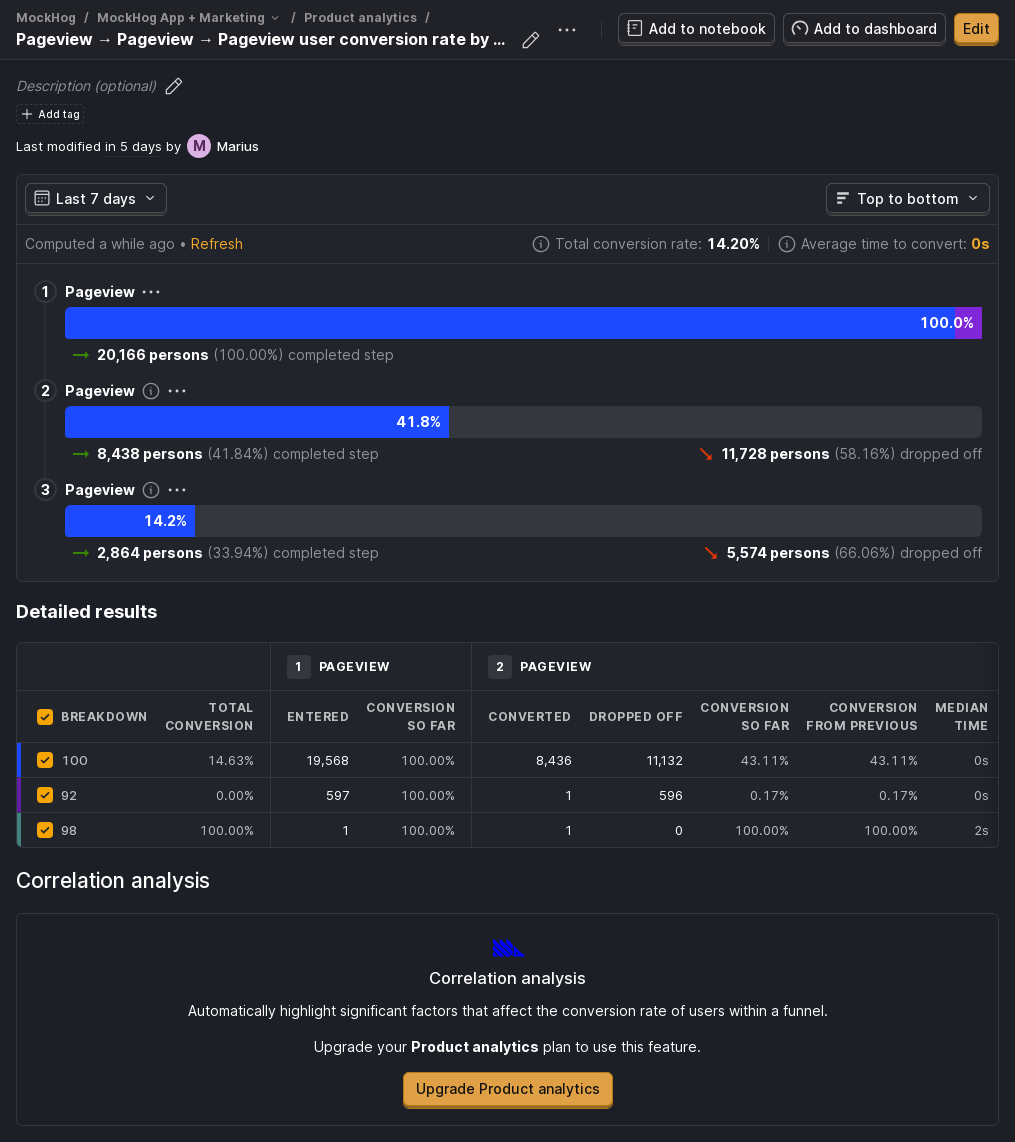 MockHog / MockHog App + Marketing / Product analytics /
Pageview → Pageview → Pageview user conversion rate by ...
Add to notebook
Add to dashboard
Edit
Description (optional)
Add tag
Last modified in 5 days by M Marius
Last 7 days
Top to bottom
Computed a while ago • Refresh
Total conversion rate: 14.20%
Average time to convert: 0s
1 Pageview
100.0%
20,166 persons (100.00%) completed step
2 Pageview
41.8%
8,438 persons (41.84%) completed step
11,728 persons (58.16%) dropped off
3 Pageview
14.2%
2,864 persons (33.94%) completed step
5,574 persons (66.06%) dropped off
Detailed results
1 PAGEVIEW 2 PAGEVIEW
BREAKDOWN TOTAL CONVERSION ENTERED CONVERSION SO FAR CONVERTED DROPPED OFF CONVERSION SO FAR CONVERSION FROM PREVIOUS MEDIAN TIME
100 14.63% 19,568 100.00% 8,436 11,132 43.11% 43.11% 0s
92 0.00% 597 100.00% 1 596 0.17% 0.17% 0s
98 100.00% 1 100.00% 1 0 100.00% 100.00% 2s
Correlation analysis
Correlation analysis
Automatically highlight significant factors that affect the conversion rate of users within a funnel.
Upgrade your Product analytics plan to use this feature.
Upgrade Product analytics